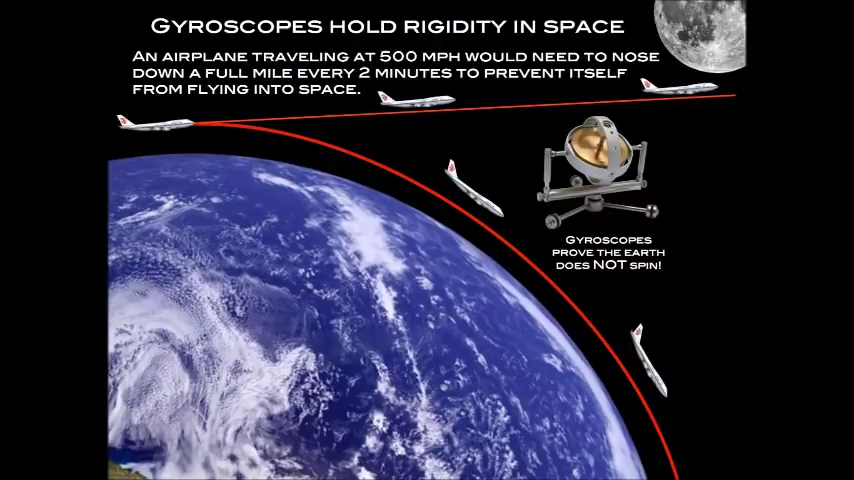 Gyroscopes hold rigidity in space
An airplane traveling at 500 mph would need to nose
down a full mile every 2 minutes to prevent itself
from flying into space.
Gyroscopes
prove the earth
does NOT spin!